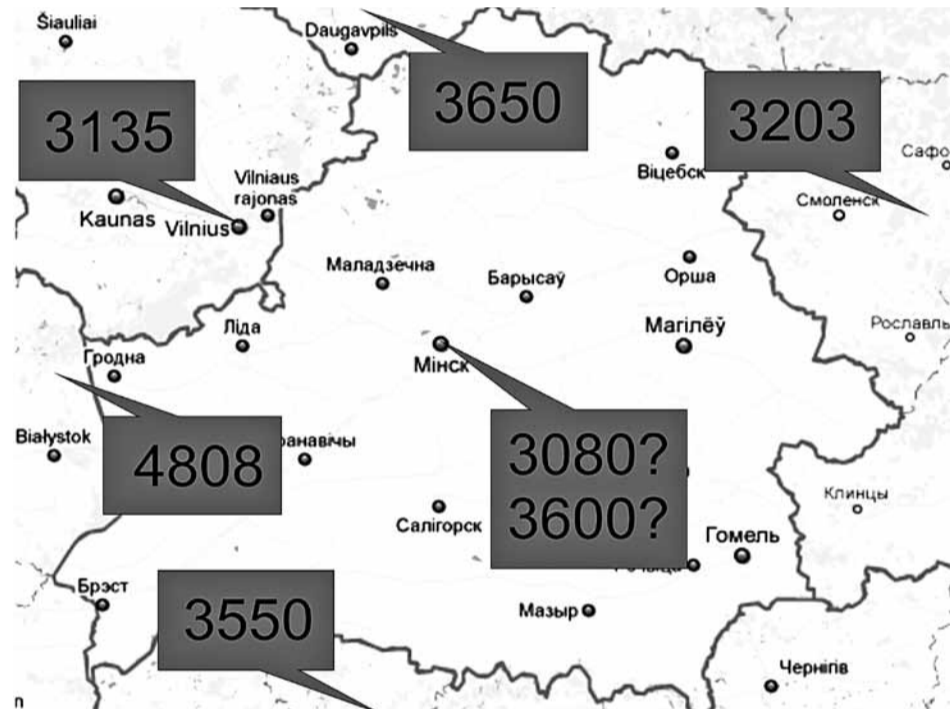 Šiauliai
Daugavpils
3650
3135
3203
Сафо
Віцебск
Vilniaus
rajonas
Kaunas
Vilnius
Смоленск
Маладзечна
Барысаў
Орша
Ліда
Магілёў
Рославль
Гродна
Мінск
Białystok
4808
ранавічы
3080?
3600?
Салігорск
Клинцы
Гомель
Брэст
3550
Мазыр
Чернігів
n